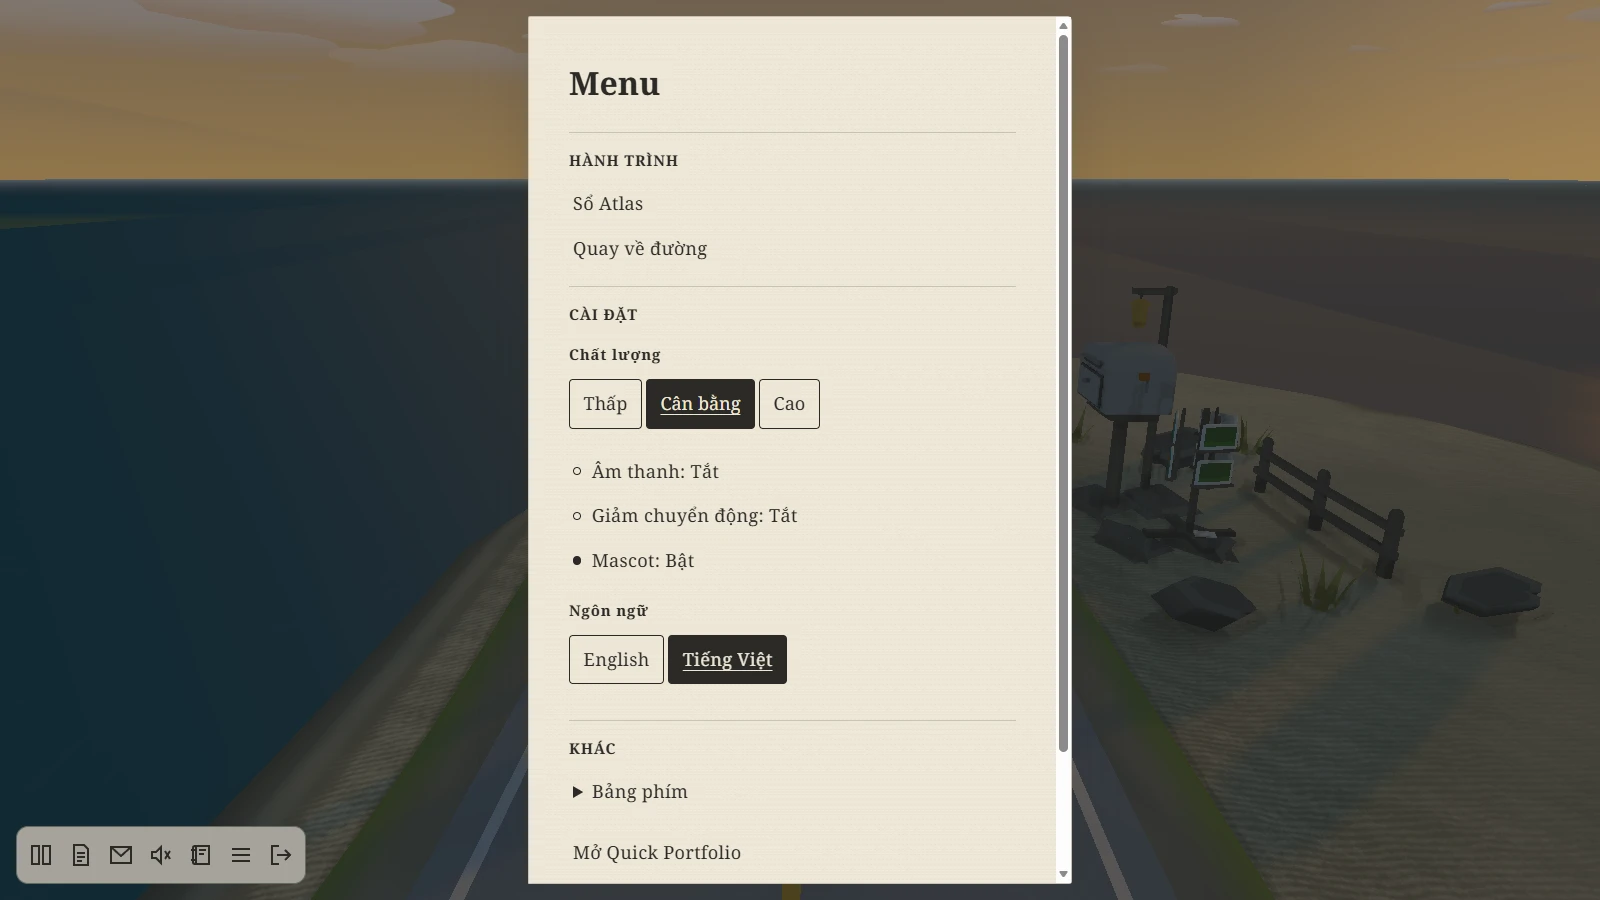 Menu
HÀNH TRÌNH
Sổ Atlas
Quay về đường
CÀI ĐẶT
Chất lượng
Thấp Cân bằng Cao
Âm thanh: Tắt
Giảm chuyển động: Tắt
Mascot: Bật
Ngôn ngữ
English Tiếng Việt
KHÁC
Bảng phím
Mở Quick Portfolio